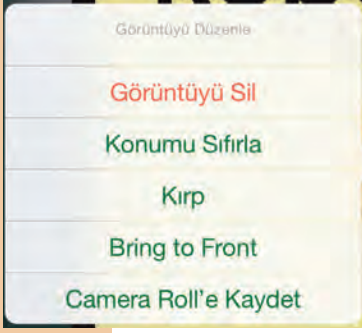 Görüntüyü Düzenle
Görüntüyü Sil
Konumu Sıfırla
Kırp
Bring to Front
Camera Roll'e Kaydet